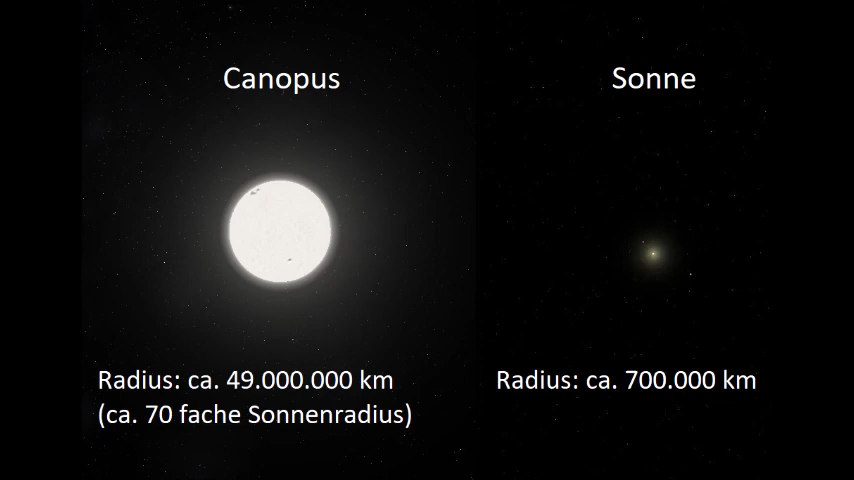 Canopus
Sonne
Radius: ca. 49.000.000 km
(ca. 70 fache Sonnenradius)
Radius: ca. 700.000 km